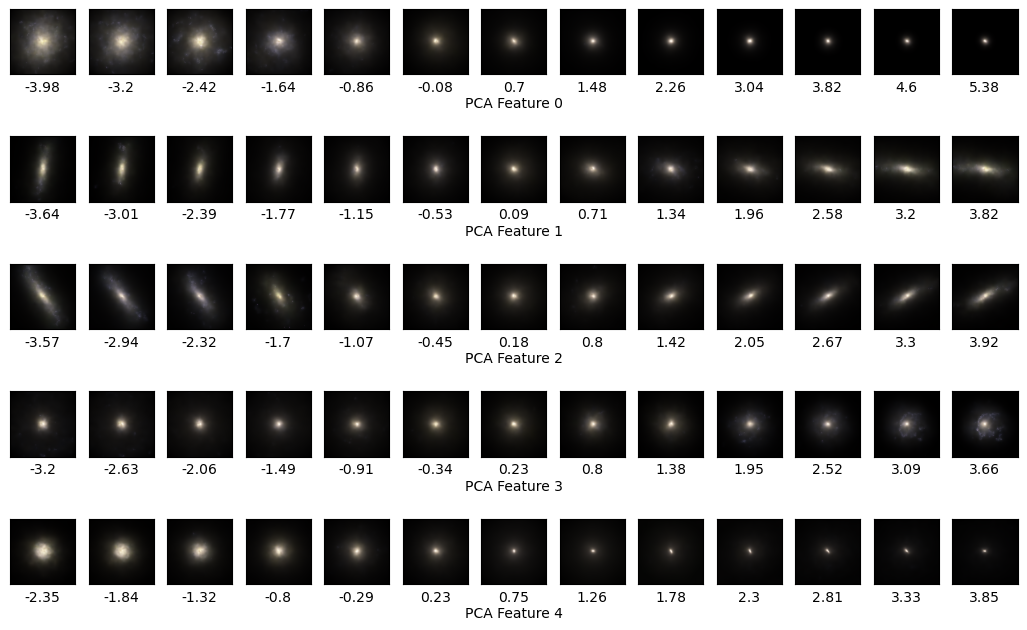 -3.98 -3.2 -2.42 -1.64 -0.86 -0.08 0.7 1.48 2.26 3.04 3.82 4.6 5.38
PCA Feature 0
-3.64 -3.01 -2.39 -1.77 -1.15 -0.53 0.09 0.71 1.34 1.96 2.58 3.2 3.82
PCA Feature 1
-3.57 -2.94 -2.32 -1.7 -1.07 -0.45 0.18 0.8 1.42 2.05 2.67 3.3 3.92
PCA Feature 2
-3.2 -2.63 -2.06 -1.49 -0.91 -0.34 0.23 0.8 1.38 1.95 2.52 3.09 3.66
PCA Feature 3
-2.35 -1.84 -1.32 -0.8 -0.29 0.23 0.75 1.26 1.78 2.3 2.81 3.33 3.85
PCA Feature 4